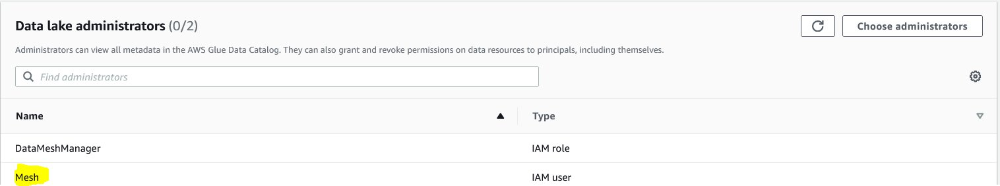 Data lake administrators (0/2)
Choose administrators
Administrators can view all metadata in the AWS Glue Data Catalog. They can also grant and revoke permissions on data resources to principals, including themselves.
Find administrators
Name Type
DataMeshManager IAM role
Mesh IAM user